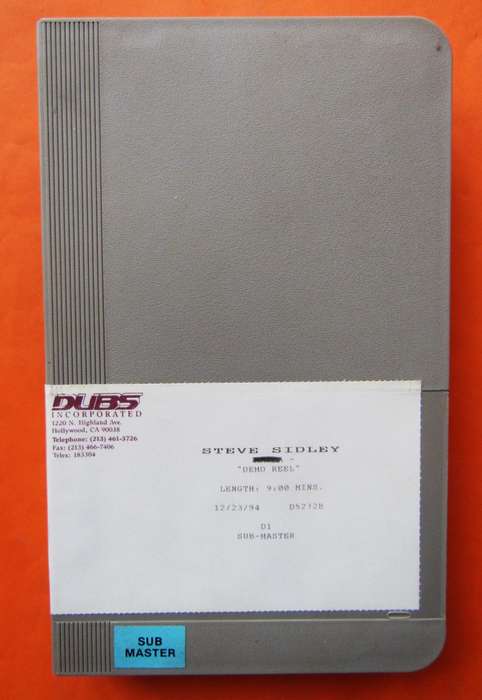 DUBS
INCORPORATED
1220 N. Highland Ave.
Hollywood, CA 90038
Telephone: (213) 461-3726
Fax: (213) 466-7406
Telex: 183304
STEVE SIDLEY
-
"DEMO REEL"
LENGTH: 9:00 MINS.
12/23/94 D5272B
D1
SUB-MASTER
SUB
MASTER